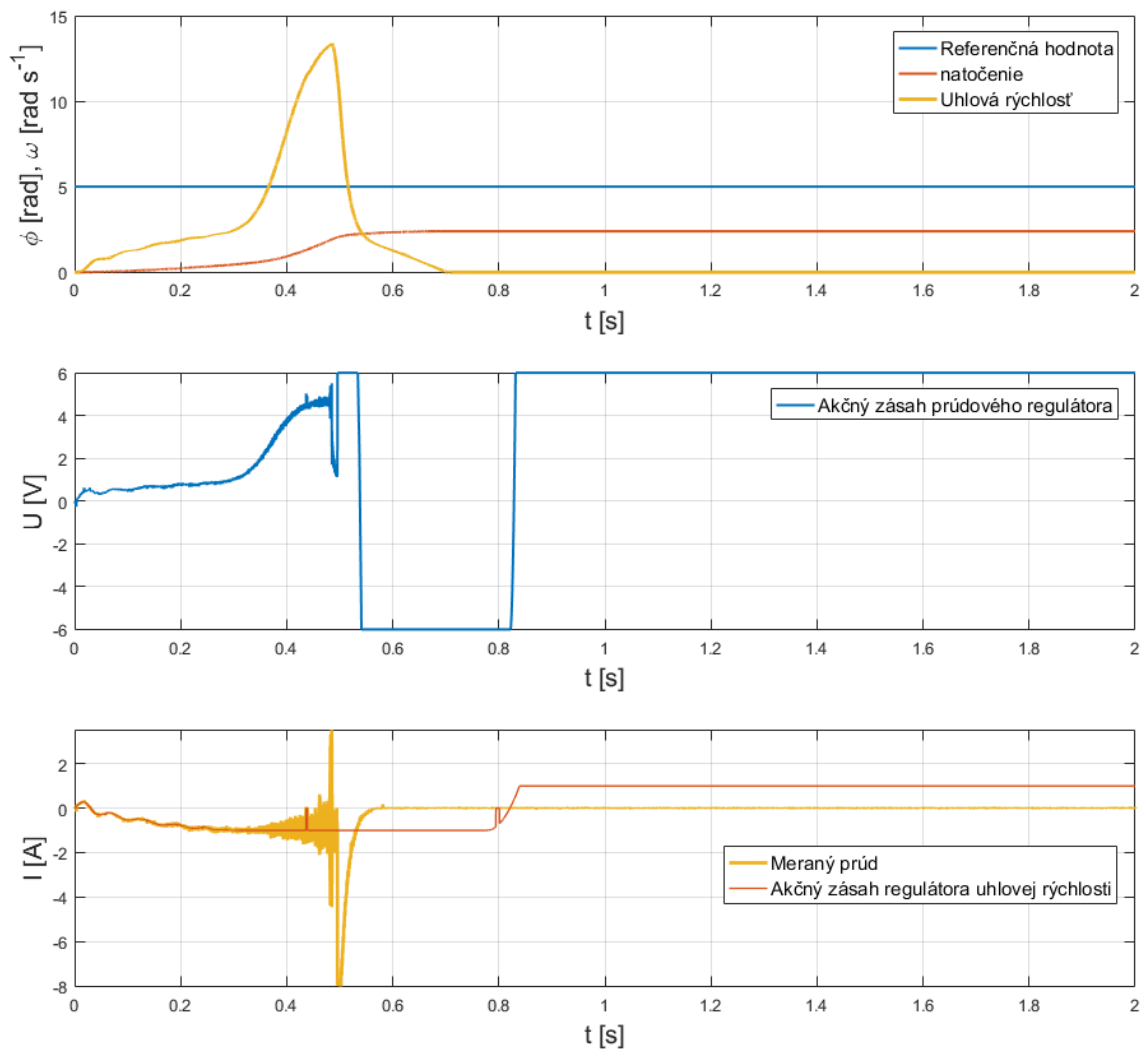 15
10
5
0
ϕ [rad], ω [rad s-1]
Referenčná hodnota
natočenie
Uhlová rýchlosť
0 0.2 0.4 0.6 0.8 1 1.2 1.4 1.6 1.8 2
t [s]
6
4
2
0
-2
-4
-6
U [V]
Akčný zásah prúdového regulátora
0 0.2 0.4 0.6 0.8 1 1.2 1.4 1.6 1.8 2
t [s]
2
0
-2
-4
-6
-8
I [A]
Meraný prúd
Akčný zásah regulátora uhlovej rýchlosti
0 0.2 0.4 0.6 0.8 1 1.2 1.4 1.6 1.8 2
t [s]